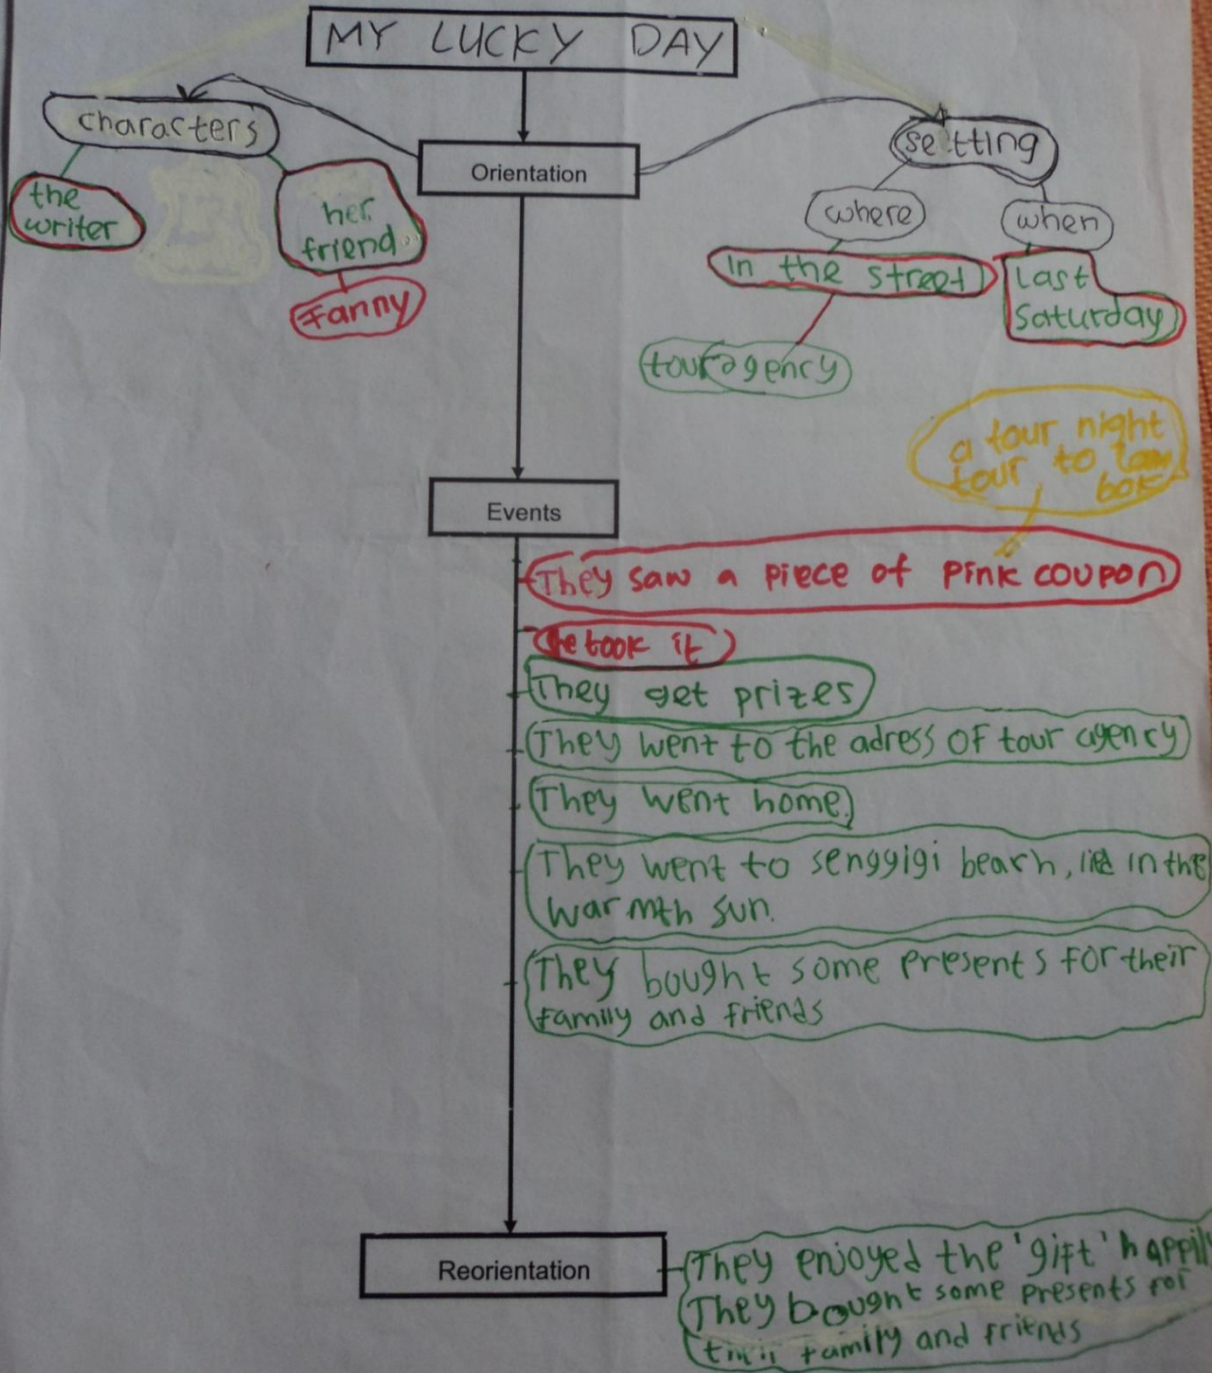 MY LUCKY DAY
characters
Orientation
setting
the
writer
her
friend
Fanny
where
when
in the street
Last
Saturday
touragency
a tour night
tour to
bok
Events
They saw a piece of pink coupon
took it
They get prizes
They went to the adress of tour agency
They went home.
They went to senggigi beach, in the
warmth sun.
They bought some presents for their
family and friends
Reorientation
They enjoyed the 'gift' happily
They bought some presents for
their family and friends